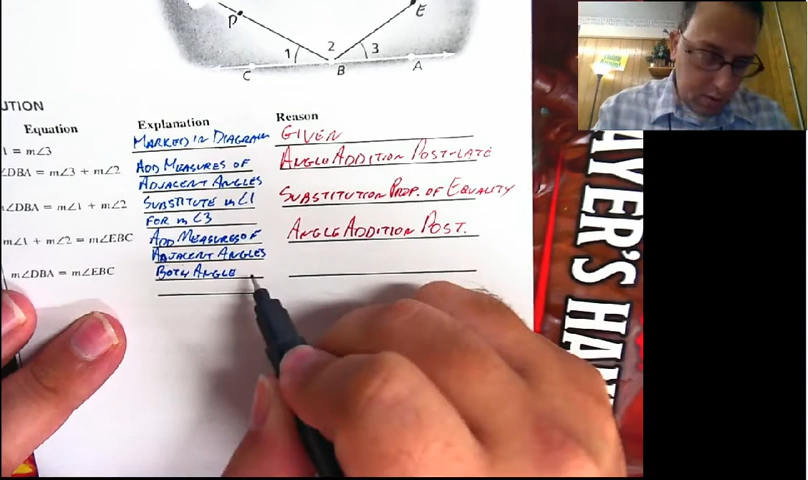 D
E
1
2
3
C
B
A
UTION
Equation
Explanation
Reason
1 = m∠3
MARKED IN DIAGRAM
GIVEN
∠DBA = m∠3 + m∠2
ADD MEASURES OF
ADJACENT ANGLES
ANGLE ADDITION POSTULATE
∠DBA = m∠1 + m∠2
SUBSTITUTE m∠1
FOR m∠3
SUBSTITUTION PROP. OF EQUALITY
m∠1 + m∠2 = m∠EBC
ADD MEASURES OF
ADJACENT ANGLES
ANGLE ADDITION POST.
m∠DBA = m∠EBC
BOTH ANGLE
AYER'S HAW